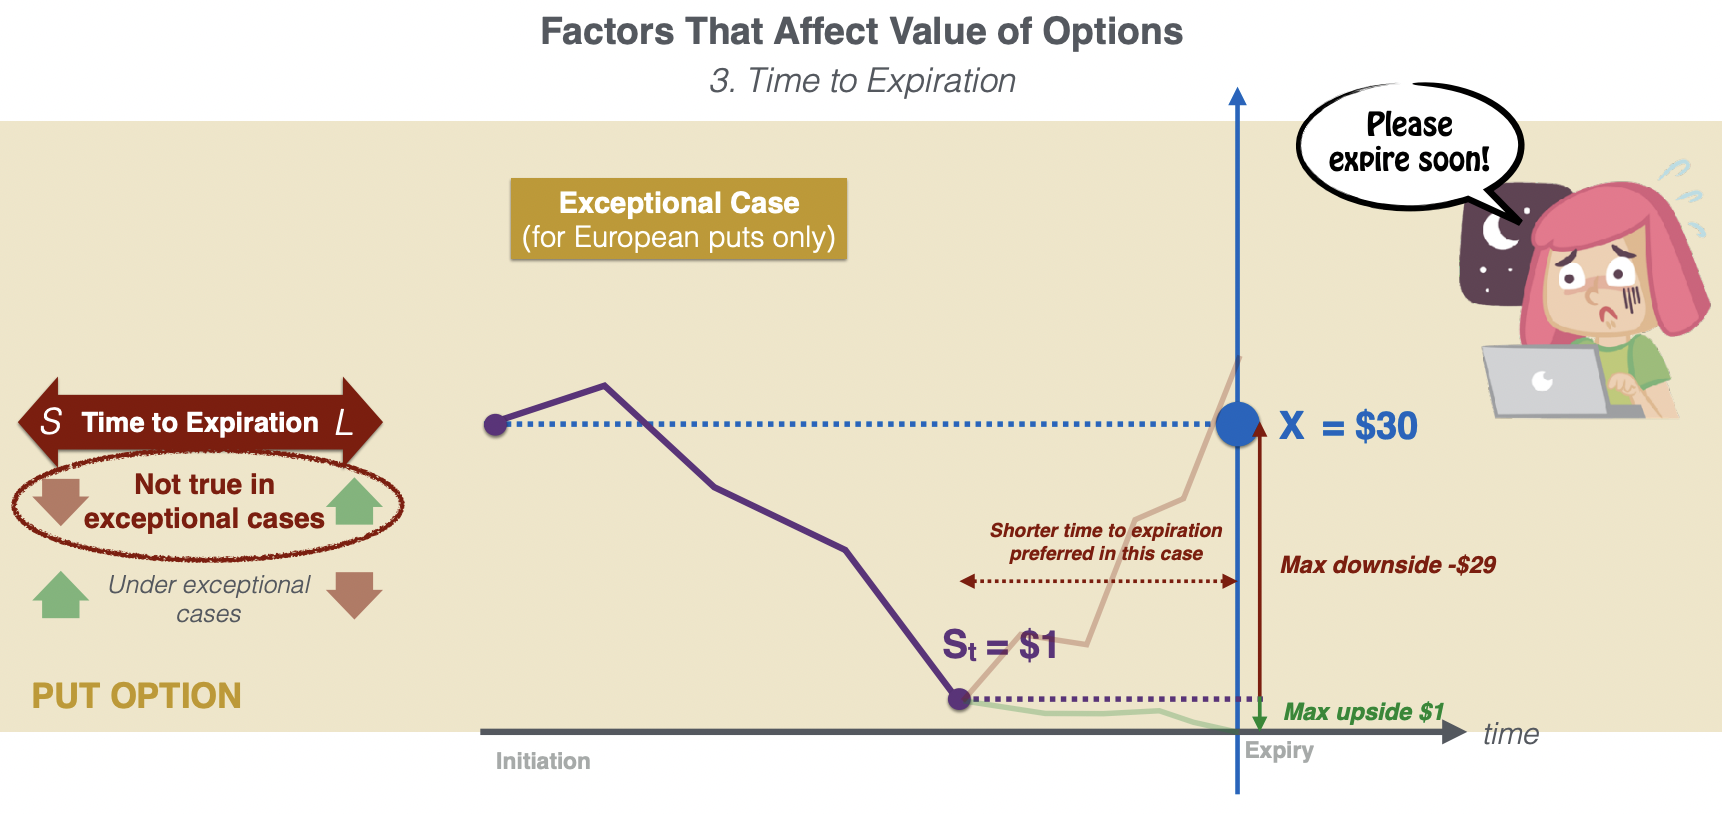 Factors That Affect Value of Options
3. Time to Expiration
Please
expire soon!
Exceptional Case
(for European puts only)
S Time to Expiration L
Not true in
exceptional cases
Under exceptional
cases
PUT OPTION
X = $30
Shorter time to expiration
preferred in this case
Max downside -$29
St = $1
Max upside $1
time
Initiation
Expiry